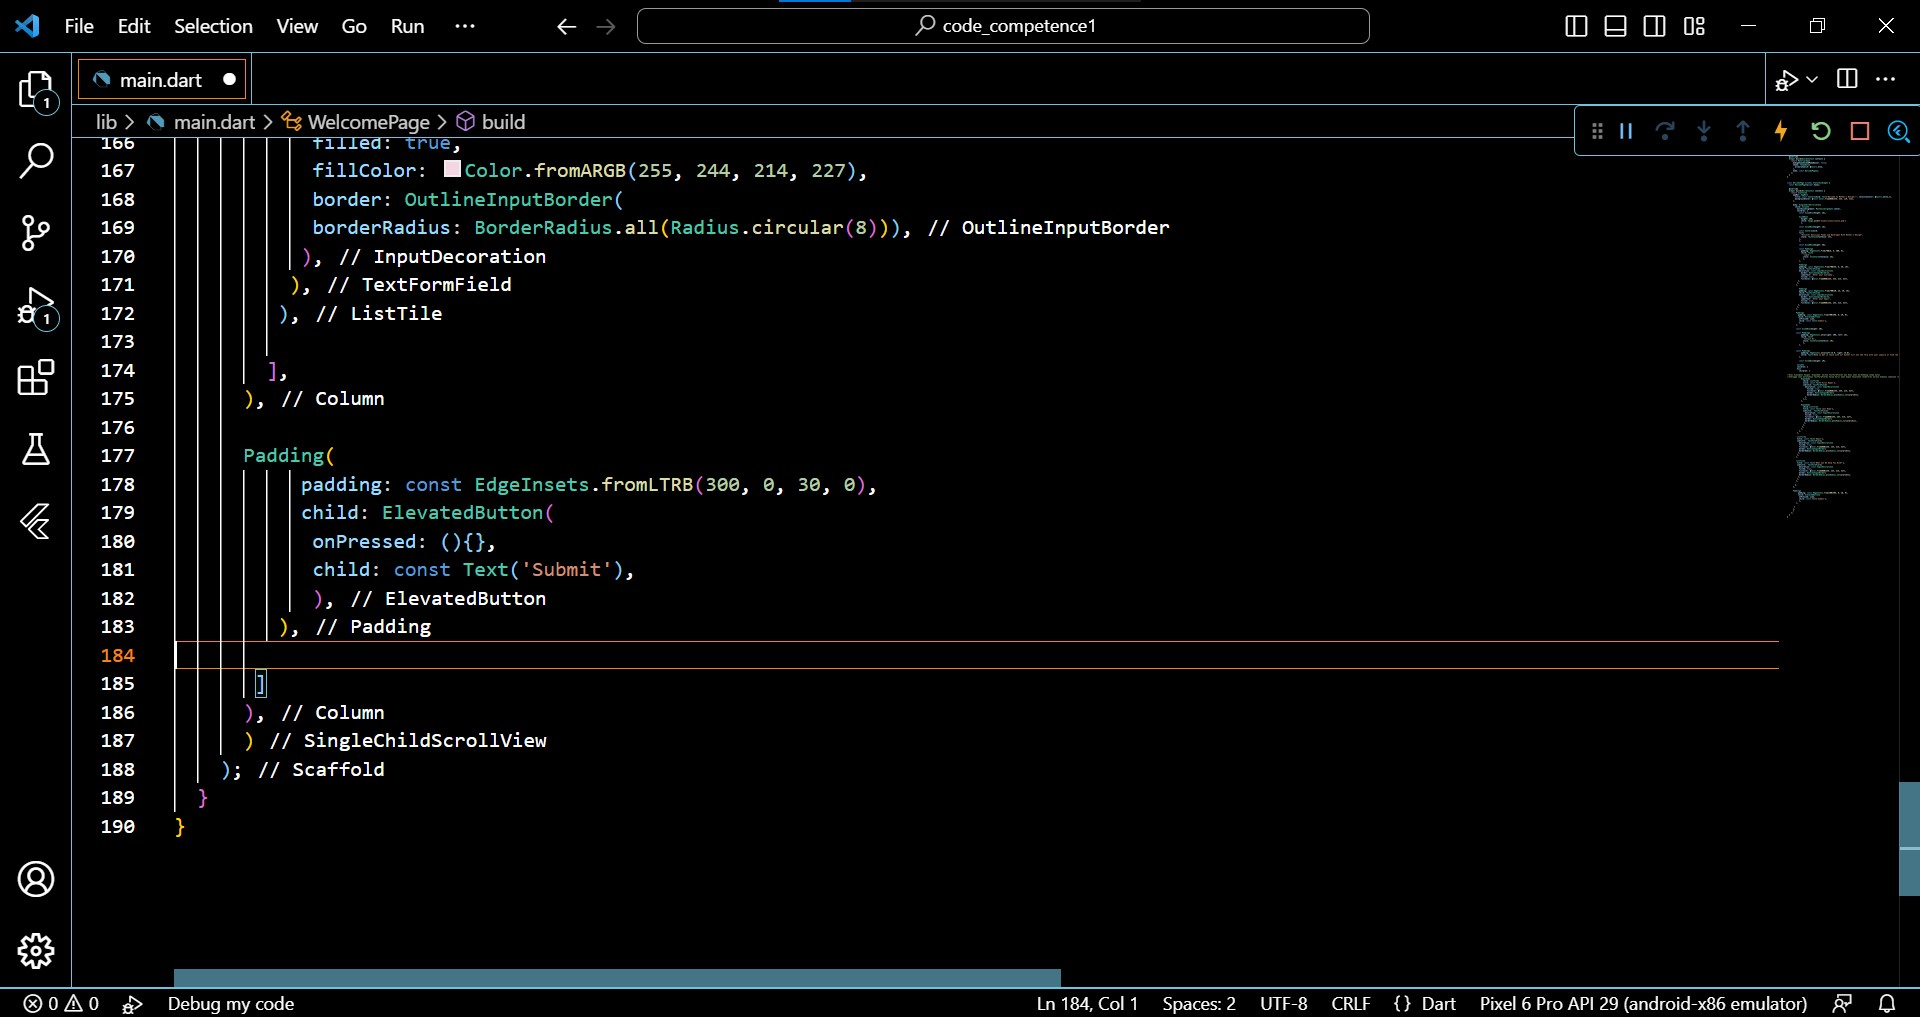 File Edit Selection View Go Run ··· code_competence1
main.dart
lib > main.dart > WelcomePage > build
166 filled: true,
167 fillColor: Color.fromARGB(255, 244, 214, 227),
168 border: OutlineInputBorder(
169 borderRadius: BorderRadius.all(Radius.circular(8))), // OutlineInputBorder
170 ), // InputDecoration
171 ), // TextFormField
172 ), // ListTile
173
174 ],
175 ), // Column
176
177 Padding(
178 padding: const EdgeInsets.fromLTRB(300, 0, 30, 0),
179 child: ElevatedButton(
180 onPressed: (){},
181 child: const Text('Submit'),
182 ), // ElevatedButton
183 ), // Padding
184
185 ]
186 ), // Column
187 ) // SingleChildScrollView
188 ); // Scaffold
189 }
190 }
1
1
0 0 Debug my code Ln 184, Col 1 Spaces: 2 UTF-8 CRLF {} Dart Pixel 6 Pro API 29 (android-x86 emulator)